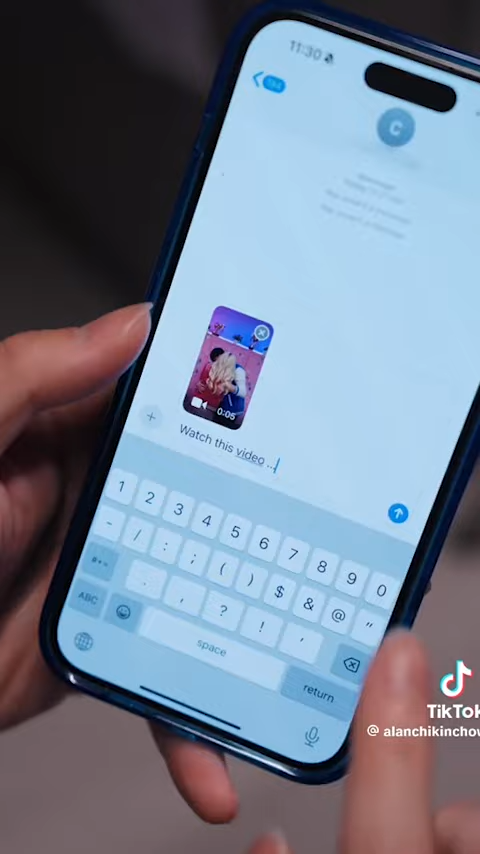 11:30
C
0:05
Watch this video ...
1 2 3 4 5 6 7 8 9 0
- / : ; ( ) $ & @ "
#+= . , ? ! '
ABC space return
TikTok
@ alanchikinchow